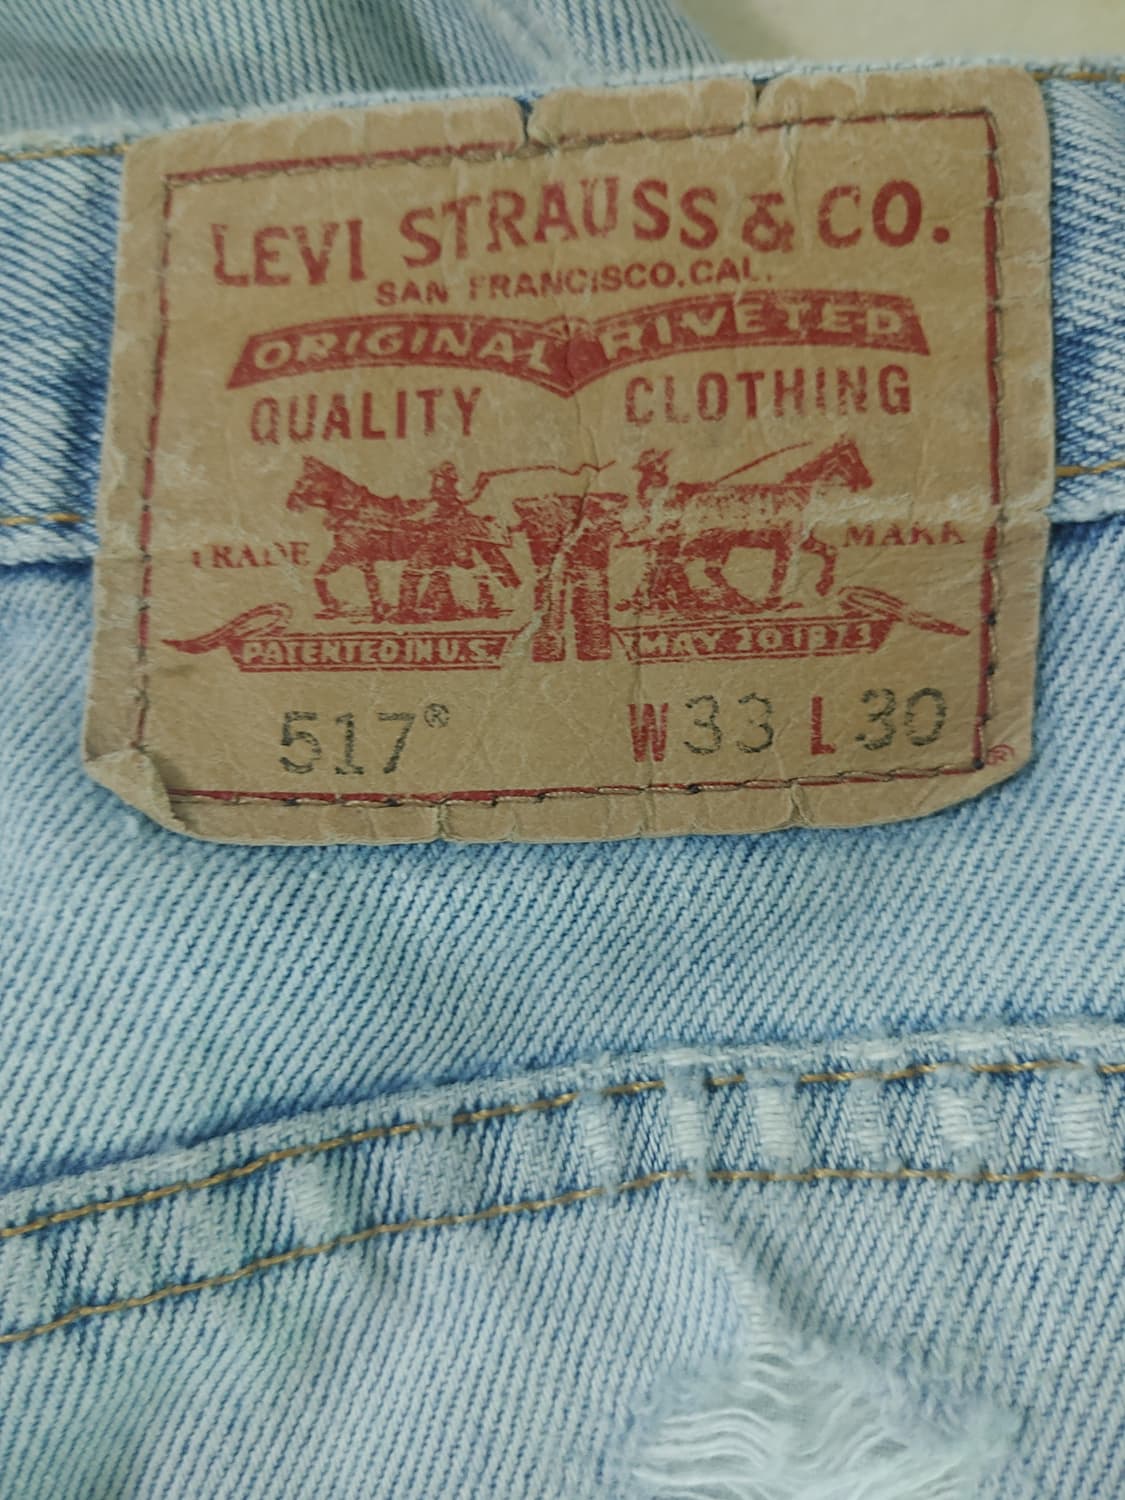 LEVI STRAUSS & CO.
SAN FRANCISCO, CAL.
ORIGINAL RIVETED
QUALITY CLOTHING
TRADE MARK
PATENTED IN U.S. MAY 20 1873
517® W33 L30
®